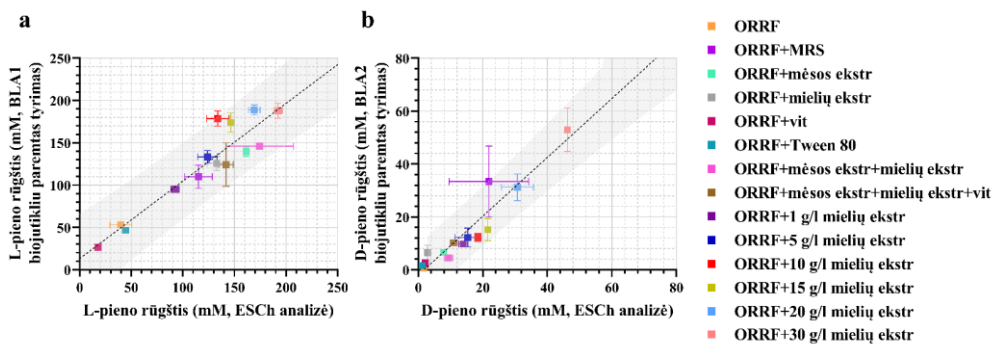 a
L-pieno rūgštis (mM, BLA1
biojutikliu paremtas tyrimas)
250
200
150
100
50
0
0 50 100 150 200 250
L-pieno rūgštis (mM, ESCh analizė)
b
D-pieno rūgštis (mM, BLA2
biojutikliu paremtas tyrimas)
80
60
40
20
0
0 20 40 60 80
D-pieno rūgštis (mM, ESCh analizė)
ORRF
ORRF+MRS
ORRF+mėsos ekstr
ORRF+mielių ekstr
ORRF+vit
ORRF+Tween 80
ORRF+mėsos ekstr+mielių ekstr
ORRF+mėsos ekstr+mielių ekstr+vit
ORRF+1 g/l mielių ekstr
ORRF+5 g/l mielių ekstr
ORRF+10 g/l mielių ekstr
ORRF+15 g/l mielių ekstr
ORRF+20 g/l mielių ekstr
ORRF+30 g/l mielių ekstr